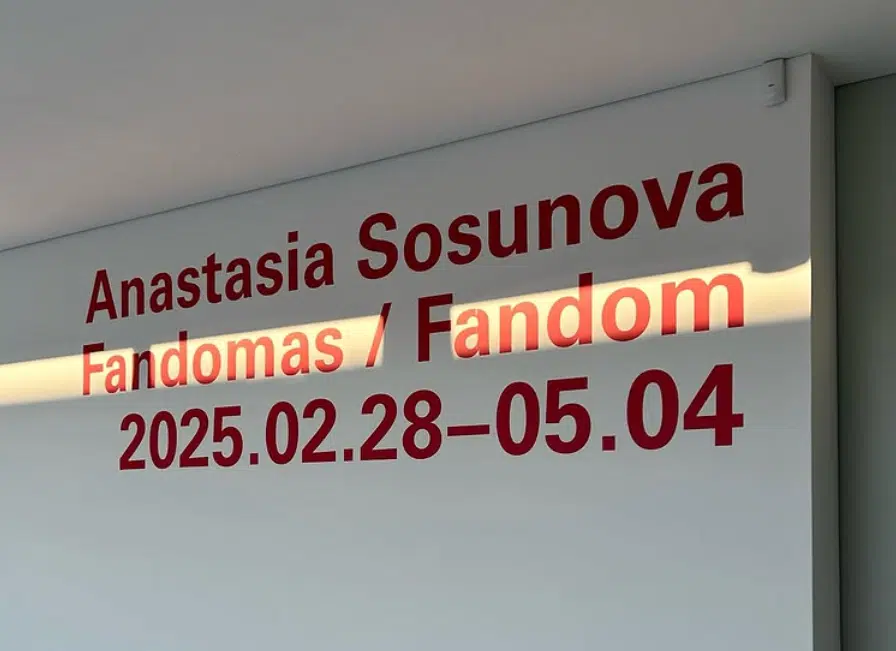 Anastasia Sosunova
Fandomas / Fandom
2025.02.28–05.04